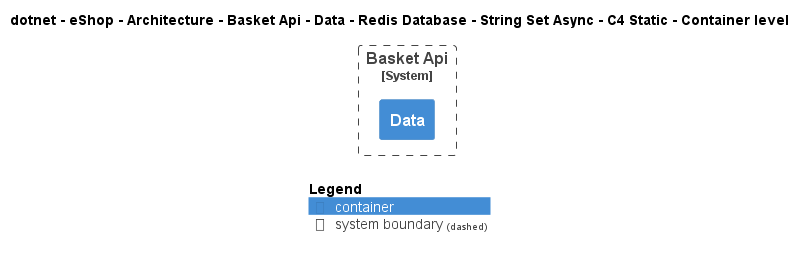 dotnet - eShop - Architecture - Basket Api - Data - Redis Database - String Set Async - C4 Static - Container level
Basket Api
[System]
Data
Legend
container
system boundary (dashed)